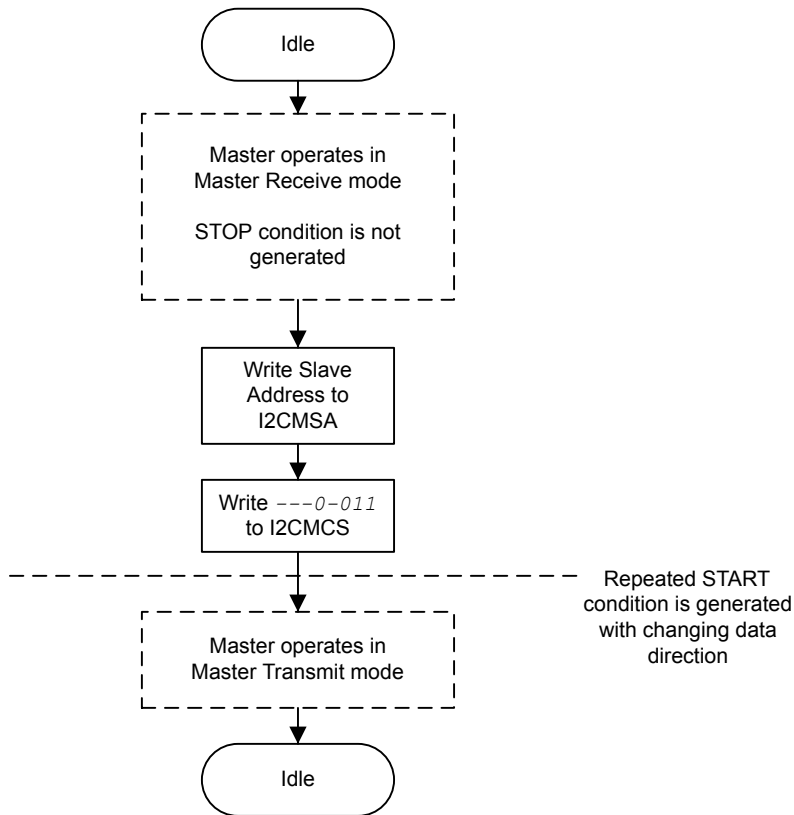 Idle
Master operates in
Master Receive mode
STOP condition is not
generated
Write Slave
Address to
I2CMSA
Write ---0-011
to I2CMCS
Repeated START
condition is generated
with changing data
direction
Master operates in
Master Transmit mode
Idle